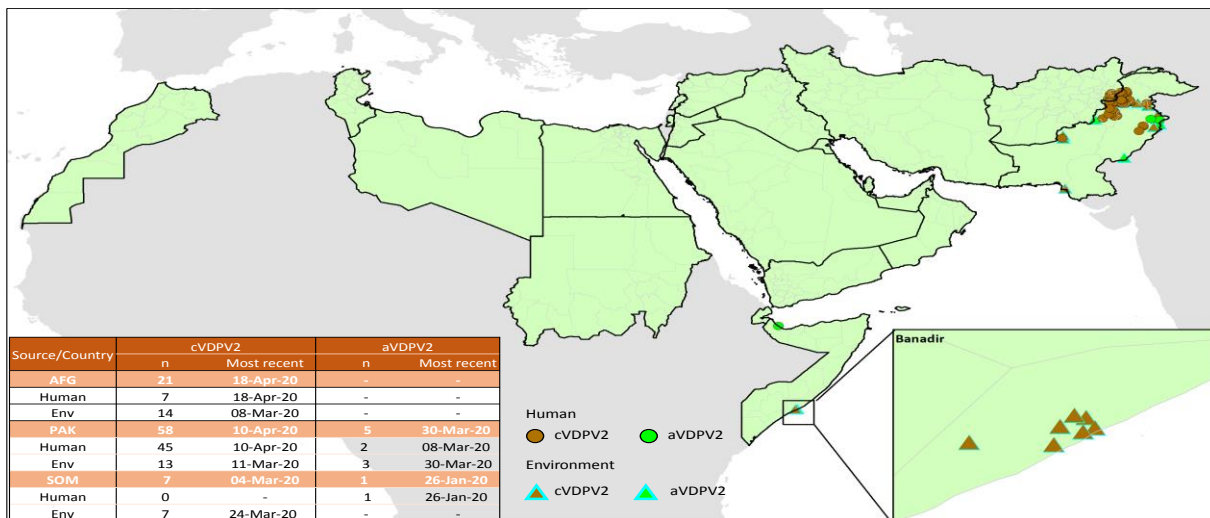 Banadir
Source/Country cVDPV2 aVDPV2
n Most recent n Most recent
AFG 21 18-Apr-20 - -
Human 7 18-Apr-20 - -
Env 14 08-Mar-20 - -
PAK 58 10-Apr-20 5 30-Mar-20
Human 45 10-Apr-20 2 08-Mar-20
Env 13 11-Mar-20 3 30-Mar-20
SOM 7 04-Mar-20 1 26-Jan-20
Human 0 - 1 26-Jan-20
Env 7 24-Mar-20 - -
Human
cVDPV2 aVDPV2
Environment
cVDPV2 aVDPV2